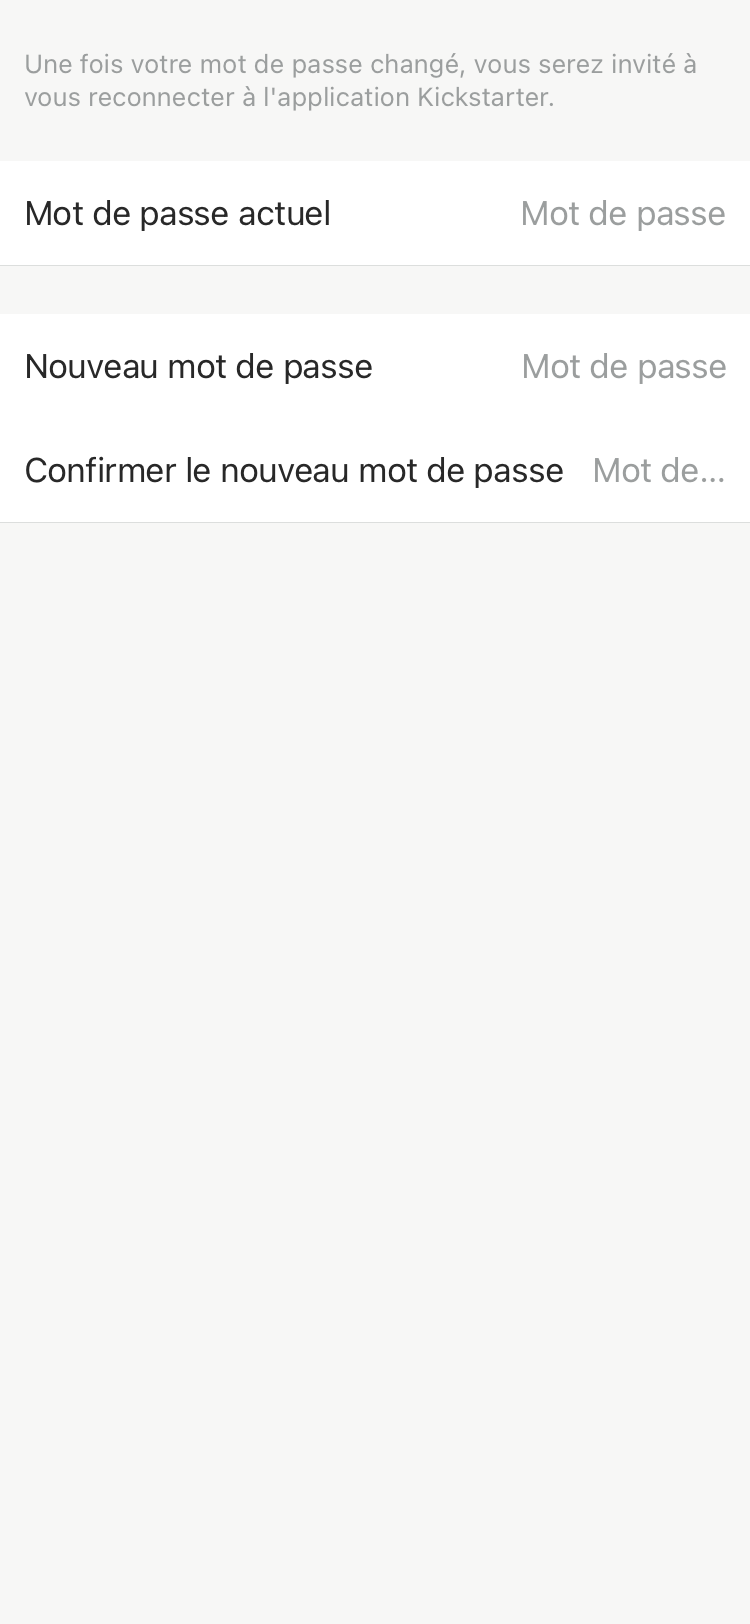 Une fois votre mot de passe changé, vous serez invité à
vous reconnecter à l'application Kickstarter.
Mot de passe actuel Mot de passe
Nouveau mot de passe Mot de passe
Confirmer le nouveau mot de passe Mot de...